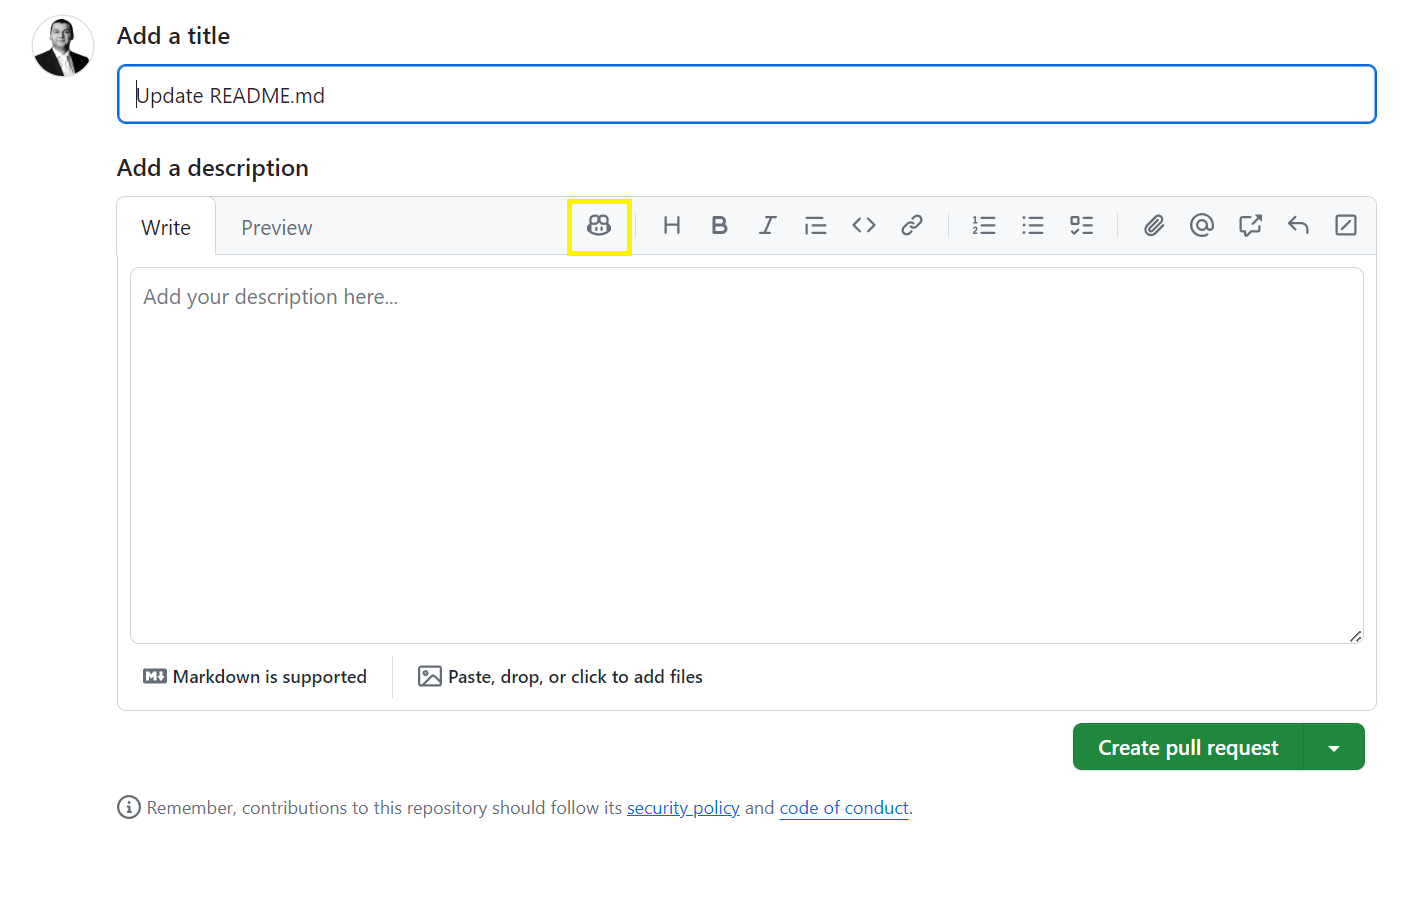 Add a title
Update README.md
Add a description
Write
Preview
Add your description here...
Markdown is supported
Paste, drop, or click to add files
Create pull request
Remember, contributions to this repository should follow its security policy and code of conduct.